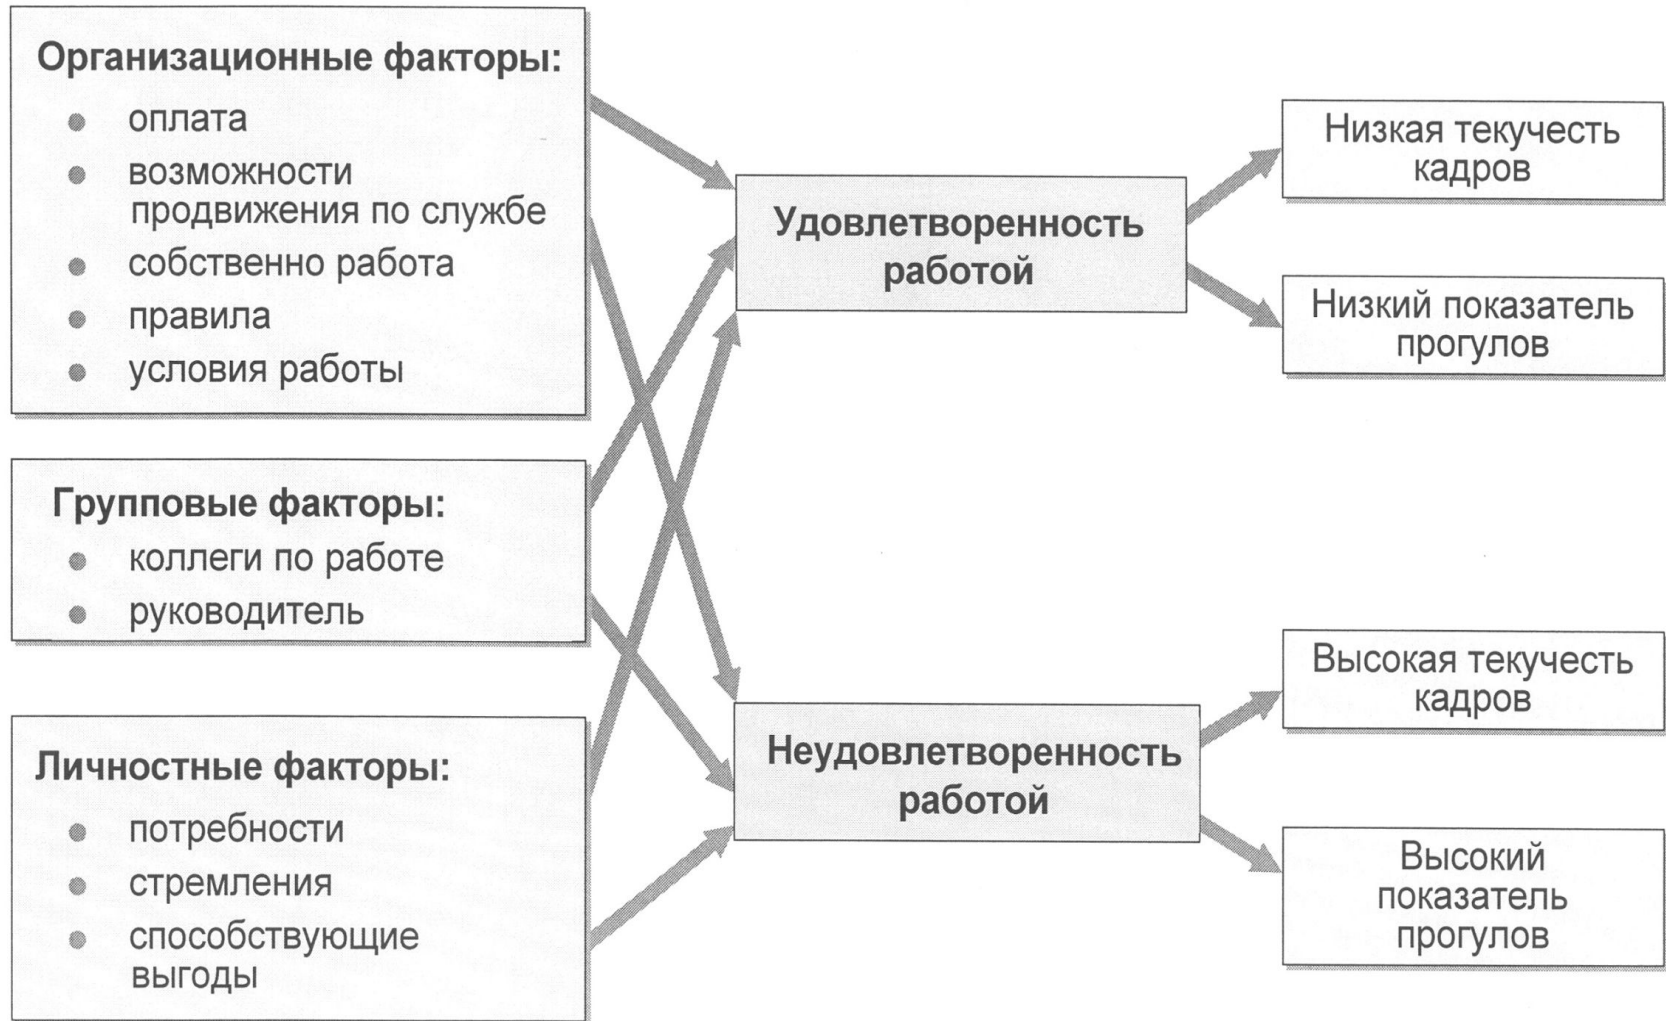 Организационные факторы:
оплата
возможности
продвижения по службе
собственно работа
правила
условия работы
Групповые факторы:
коллеги по работе
руководитель
Личностные факторы:
потребности
стремления
способствующие
выгоды
Удовлетворенность
работой
Неудовлетворенность
работой
Низкая текучесть
кадров
Низкий показатель
прогулов
Высокая текучесть
кадров
Высокий
показатель
прогулов